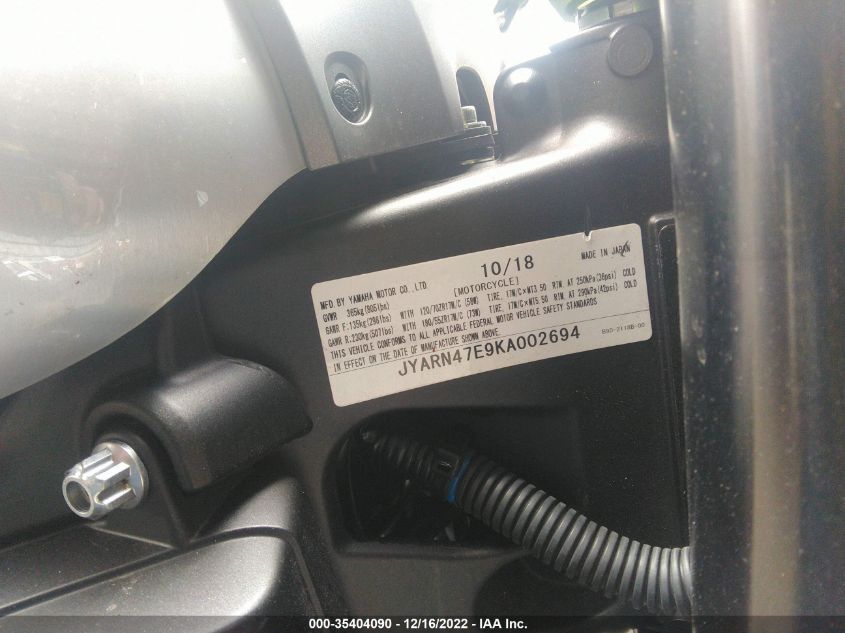 10/18
MADE IN JAPAN
MFD. BY YAMAHA MOTOR CO., LTD. [MOTORCYCLE]
GVWR 365kg(805lbs) WITH 120/70ZR17M/C (58W) TIRE, 17M/C×MT3.50 RIM, AT 250kPa(36psi) COLD
GAWR F:135kg(298lbs) WITH 190/55ZR17M/C (75W) TIRE, 17M/C×MT5.50 RIM, AT 290kPa(42psi) COLD
GAWR R:230kg(507lbs)
THIS VEHICLE CONFORMS TO ALL APPLICABLE FEDERAL MOTOR VEHICLE SAFETY STANDARDS
IN EFFECT ON THE DATE OF MANUFACTURE SHOWN ABOVE.
JYARN47E9KA002694
000-35404090 - 12/16/2022 - IAA Inc.